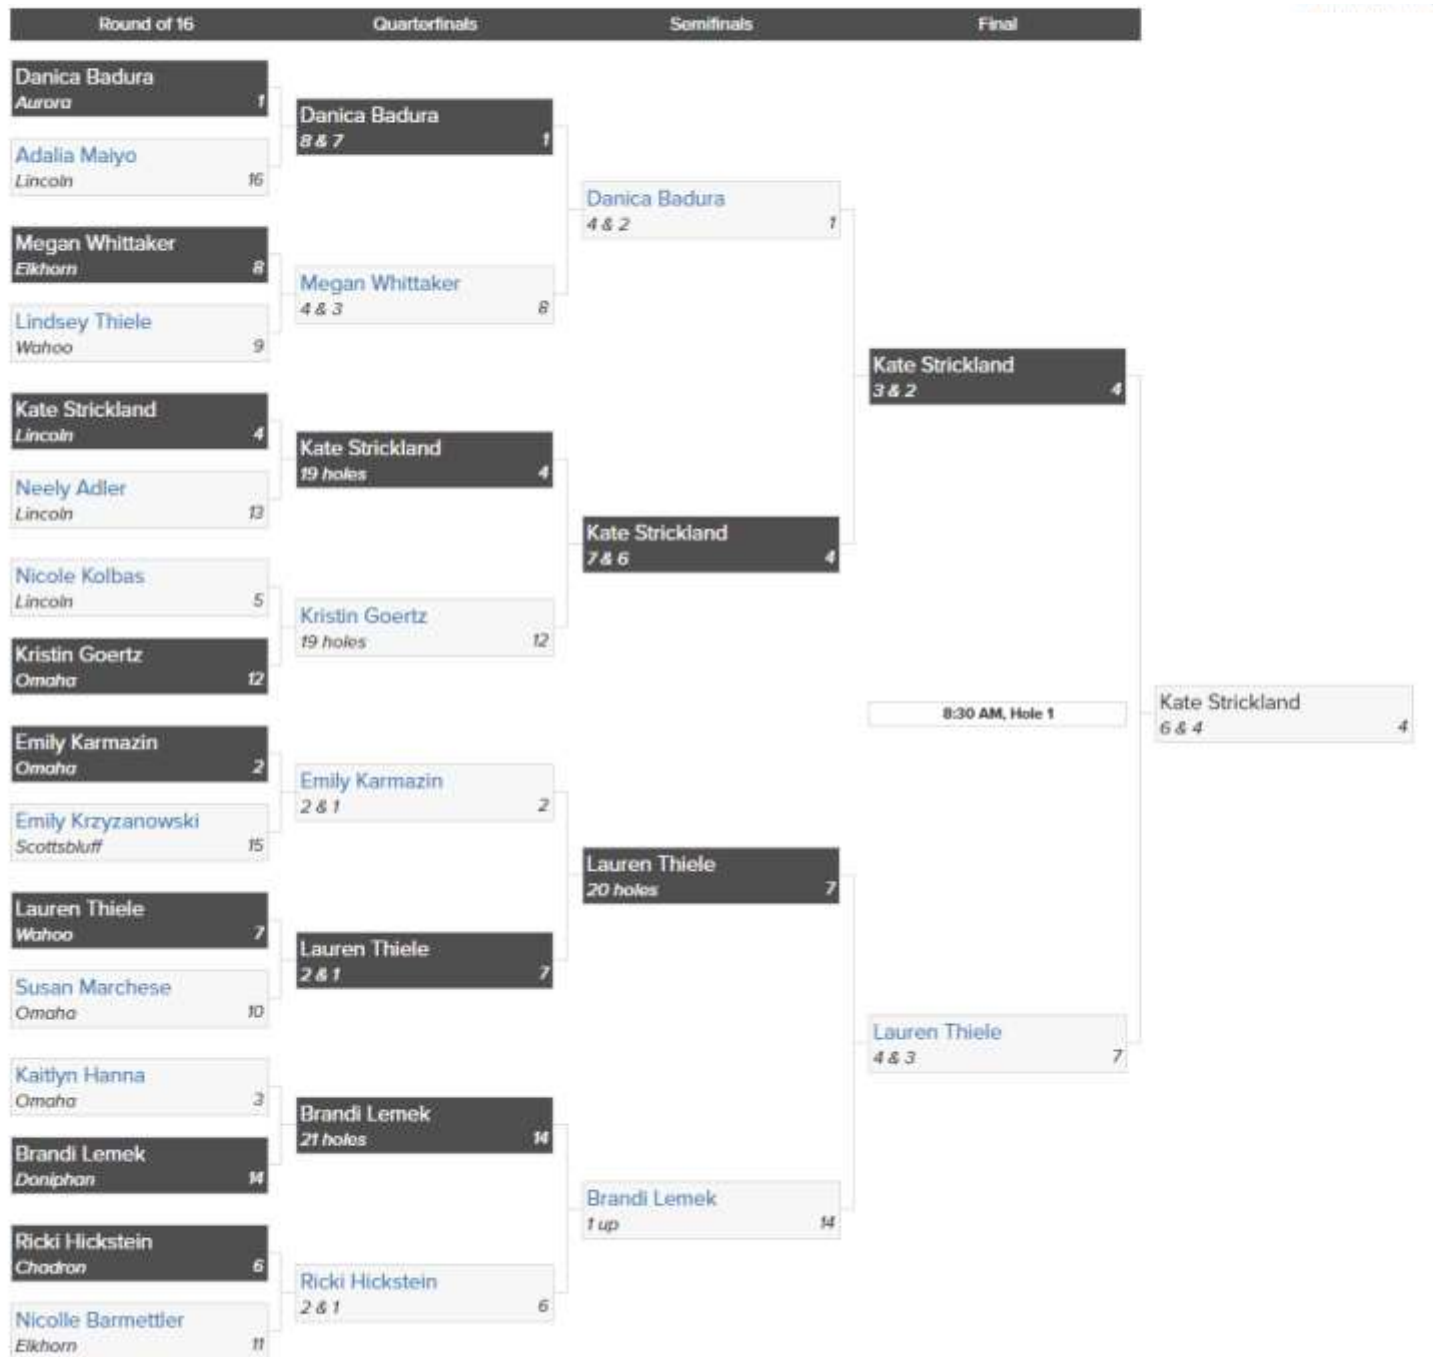 Round of 16
Quarterfinals
Semifinals
Final
Danica Badura
Aurora 1
Adalia Maiyo
Lincoln 16
Megan Whittaker
Elkhorn 8
Lindsey Thiele
Wahoo 9
Kate Strickland
Lincoln 4
Neely Adler
Lincoln 13
Nicole Kolbas
Lincoln 5
Kristin Goertz
Omaha 12
Emily Karmazin
Omaha 2
Emily Krzyzanowski
Scottsbluff 15
Lauren Thiele
Wahoo 7
Susan Marchese
Omaha 10
Kaitlyn Hanna
Omaha 3
Brandi Lemek
Doniphan 14
Ricki Hickstein
Chadron 6
Nicolle Barmettler
Elkhorn 11
Danica Badura
8 & 7 1
Megan Whittaker
4 & 3 8
Kate Strickland
19 holes 4
Kristin Goertz
19 holes 12
Emily Karmazin
2 & 1 2
Lauren Thiele
2 & 1 7
Brandi Lemek
21 holes 14
Ricki Hickstein
2 & 1 6
Danica Badura
4 & 2 1
Kate Strickland
7 & 6 4
Lauren Thiele
20 holes 7
Brandi Lemek
1 up 14
Kate Strickland
3 & 2 4
8:30 AM, Hole 1
Lauren Thiele
4 & 3 7
Kate Strickland
6 & 4 4